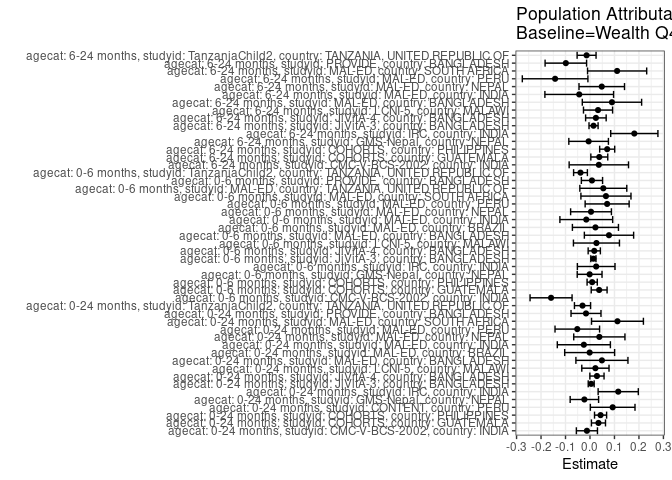 Population Attributa
Baseline=Wealth Q4
agecat: 6-24 months, studyid: TanzaniaChild2, country: TANZANIA, UNITED REPUBLIC OF
agecat: 6-24 months, studyid: PROVIDE, country: BANGLADESH
agecat: 6-24 months, studyid: MAL-ED, country: SOUTH AFRICA
agecat: 6-24 months, studyid: MAL-ED, country: PERU
agecat: 6-24 months, studyid: MAL-ED, country: NEPAL
agecat: 6-24 months, studyid: MAL-ED, country: INDIA
agecat: 6-24 months, studyid: MAL-ED, country: BANGLADESH
agecat: 6-24 months, studyid: LCNI-5, country: MALAWI
agecat: 6-24 months, studyid: JiVitA-4, country: BANGLADESH
agecat: 6-24 months, studyid: JiVitA-3, country: BANGLADESH
agecat: 6-24 months, studyid: IRC, country: INDIA
agecat: 6-24 months, studyid: GMS-Nepal, country: NEPAL
agecat: 6-24 months, studyid: COHORTS, country: PHILIPPINES
agecat: 6-24 months, studyid: COHORTS, country: GUATEMALA
agecat: 6-24 months, studyid: CMC-V-BCS-2002, country: INDIA
agecat: 0-6 months, studyid: TanzaniaChild2, country: TANZANIA, UNITED REPUBLIC OF
agecat: 0-6 months, studyid: PROVIDE, country: BANGLADESH
agecat: 0-6 months, studyid: MAL-ED, country: TANZANIA, UNITED REPUBLIC OF
agecat: 0-6 months, studyid: MAL-ED, country: SOUTH AFRICA
agecat: 0-6 months, studyid: MAL-ED, country: PERU
agecat: 0-6 months, studyid: MAL-ED, country: NEPAL
agecat: 0-6 months, studyid: MAL-ED, country: INDIA
agecat: 0-6 months, studyid: MAL-ED, country: BRAZIL
agecat: 0-6 months, studyid: MAL-ED, country: BANGLADESH
agecat: 0-6 months, studyid: LCNI-5, country: MALAWI
agecat: 0-6 months, studyid: JiVitA-4, country: BANGLADESH
agecat: 0-6 months, studyid: JiVitA-3, country: BANGLADESH
agecat: 0-6 months, studyid: IRC, country: INDIA
agecat: 0-6 months, studyid: GMS-Nepal, country: NEPAL
agecat: 0-6 months, studyid: COHORTS, country: PHILIPPINES
agecat: 0-6 months, studyid: COHORTS, country: GUATEMALA
agecat: 0-6 months, studyid: CMC-V-BCS-2002, country: INDIA
agecat: 0-24 months, studyid: TanzaniaChild2, country: TANZANIA, UNITED REPUBLIC OF
agecat: 0-24 months, studyid: PROVIDE, country: BANGLADESH
agecat: 0-24 months, studyid: MAL-ED, country: SOUTH AFRICA
agecat: 0-24 months, studyid: MAL-ED, country: PERU
agecat: 0-24 months, studyid: MAL-ED, country: NEPAL
agecat: 0-24 months, studyid: MAL-ED, country: INDIA
agecat: 0-24 months, studyid: MAL-ED, country: BRAZIL
agecat: 0-24 months, studyid: MAL-ED, country: BANGLADESH
agecat: 0-24 months, studyid: LCNI-5, country: MALAWI
agecat: 0-24 months, studyid: JiVitA-4, country: BANGLADESH
agecat: 0-24 months, studyid: JiVitA-3, country: BANGLADESH
agecat: 0-24 months, studyid: IRC, country: INDIA
agecat: 0-24 months, studyid: GMS-Nepal, country: NEPAL
agecat: 0-24 months, studyid: CONTENT, country: PERU
agecat: 0-24 months, studyid: COHORTS, country: PHILIPPINES
agecat: 0-24 months, studyid: COHORTS, country: GUATEMALA
agecat: 0-24 months, studyid: CMC-V-BCS-2002, country: INDIA
-0.3 -0.2 -0.1 0.0 0.1 0.2 0.3
Estimate